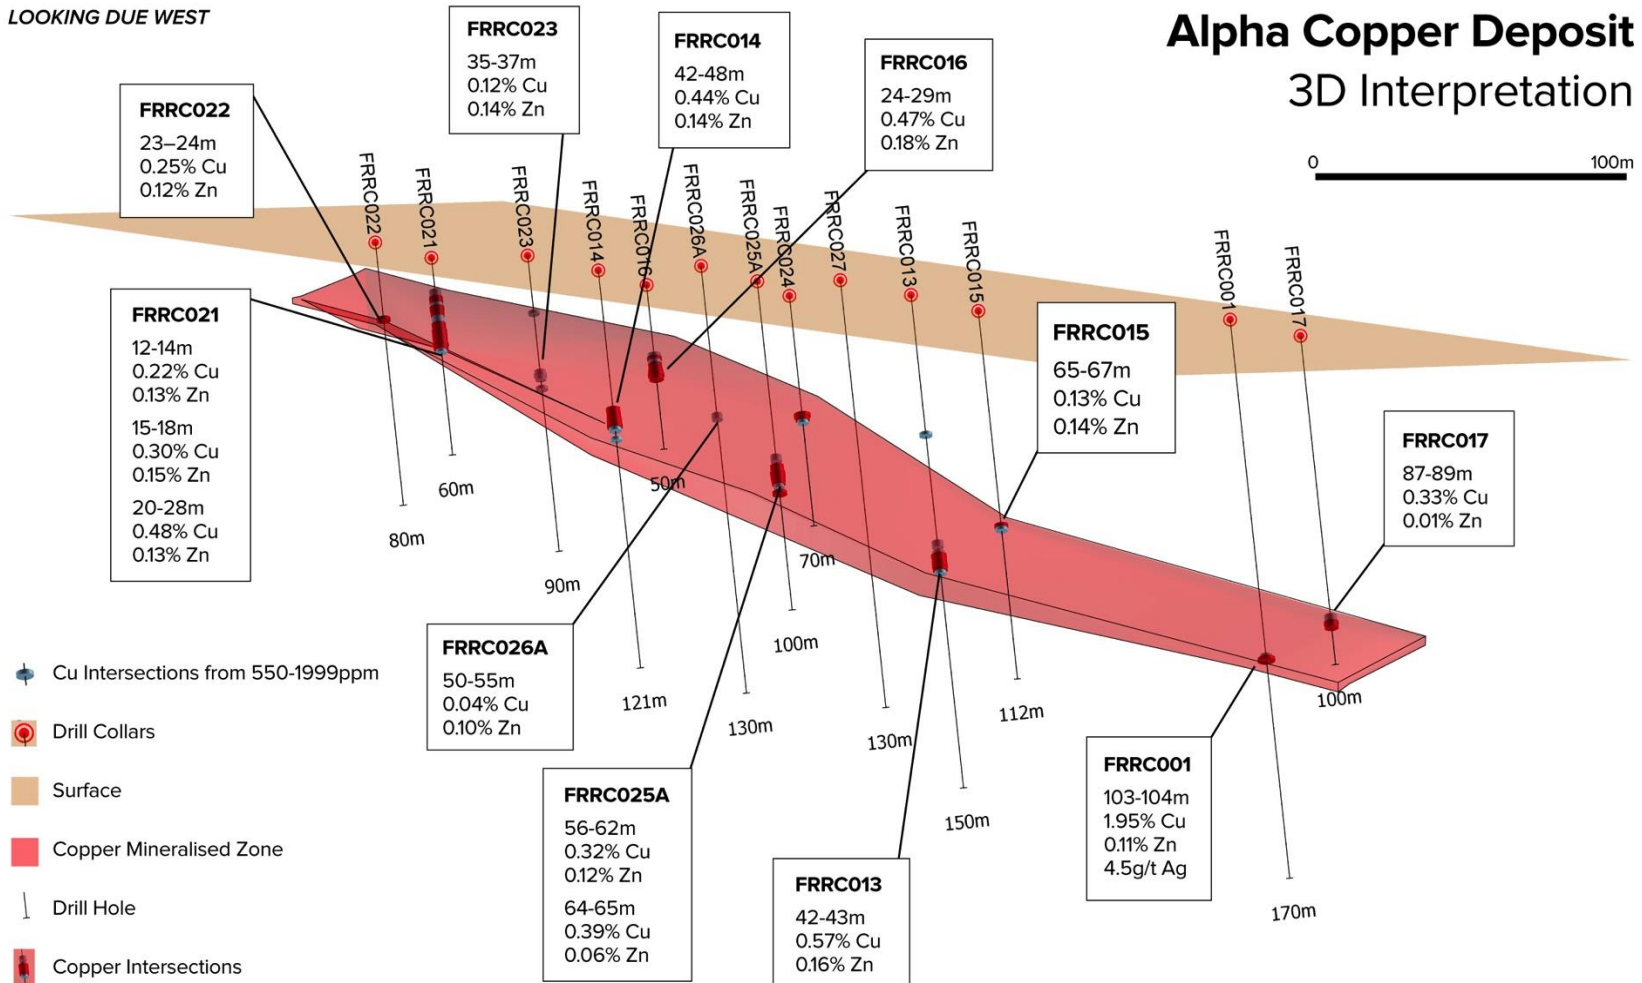 LOOKING DUE WEST
Alpha Copper Deposit
3D Interpretation
0
100m
FRRC022
23–24m
0.25% Cu
0.12% Zn
FRRC023
35-37m
0.12% Cu
0.14% Zn
FRRC014
42-48m
0.44% Cu
0.14% Zn
FRRC016
24-29m
0.47% Cu
0.18% Zn
FRRC022
FRRC021
FRRC023
FRRC014
FRRC016
FRRC026A
FRRC025A
FRRC024
FRRC027
FRRC013
FRRC015
FRRC001
FRRC017
FRRC021
12-14m
0.22% Cu
0.13% Zn
15-18m
0.30% Cu
0.15% Zn
20-28m
0.48% Cu
0.13% Zn
FRRC015
65-67m
0.13% Cu
0.14% Zn
FRRC017
87-89m
0.33% Cu
0.01% Zn
80m
60m
90m
50m
121m
130m
100m
70m
130m
150m
112m
170m
100m
FRRC026A
50-55m
0.04% Cu
0.10% Zn
FRRC025A
56-62m
0.32% Cu
0.12% Zn
64-65m
0.39% Cu
0.06% Zn
FRRC013
42-43m
0.57% Cu
0.16% Zn
FRRC001
103-104m
1.95% Cu
0.11% Zn
4.5g/t Ag
Cu Intersections from 550-1999ppm
Drill Collars
Surface
Copper Mineralised Zone
Drill Hole
Copper Intersections